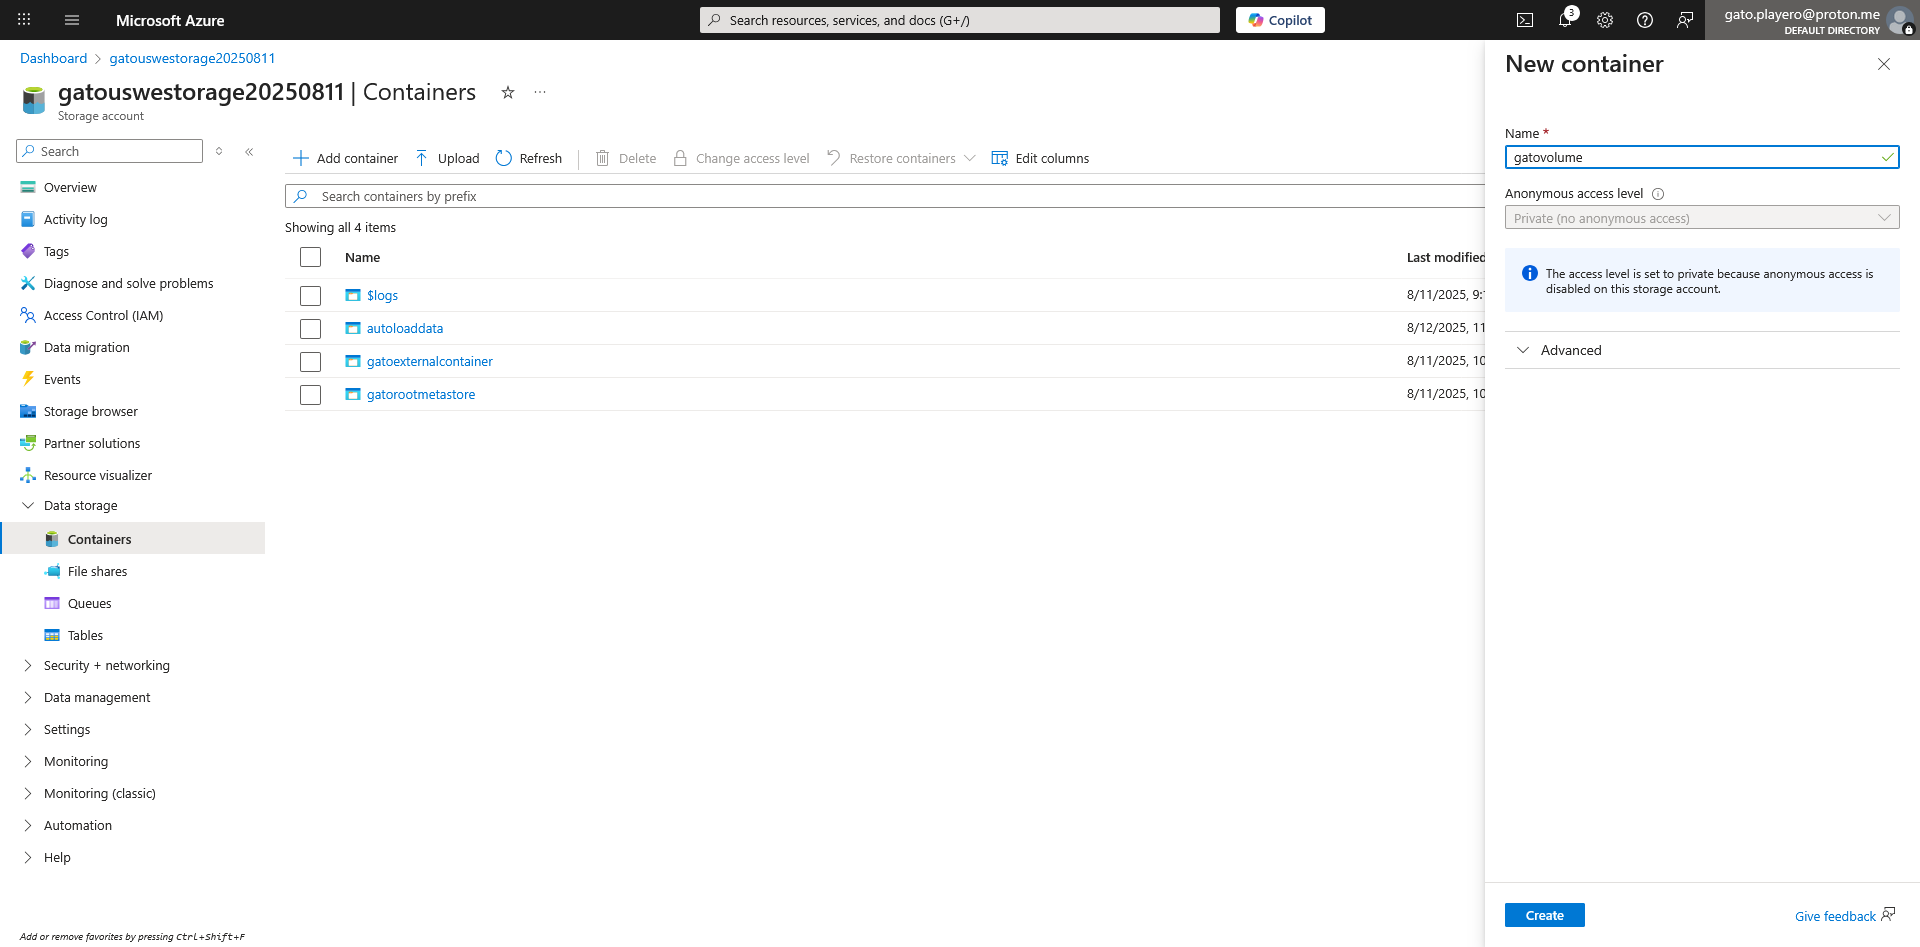 Microsoft Azure
Search resources, services, and docs (G+/)
Copilot
3
gato.playero@proton.me
DEFAULT DIRECTORY
Dashboard > gatouswestorage20250811
gatouswestorage20250811 | Containers
Storage account
Search
Overview
Activity log
Tags
Diagnose and solve problems
Access Control (IAM)
Data migration
Events
Storage browser
Partner solutions
Resource visualizer
Data storage
Containers
File shares
Queues
Tables
Security + networking
Data management
Settings
Monitoring
Monitoring (classic)
Automation
Help
Add or remove favorites by pressing Ctrl+Shift+F
Add container Upload Refresh Delete Change access level Restore containers Edit columns
Search containers by prefix
Showing all 4 items
Name Last modified
$logs 8/11/2025, 9:
autoloaddata 8/12/2025, 11
gatoexternalcontainer 8/11/2025, 10
gatorootmetastore 8/11/2025, 10
New container
Name *
gatovolume
Anonymous access level
Private (no anonymous access)
The access level is set to private because anonymous access is
disabled on this storage account.
Advanced
Create
Give feedback